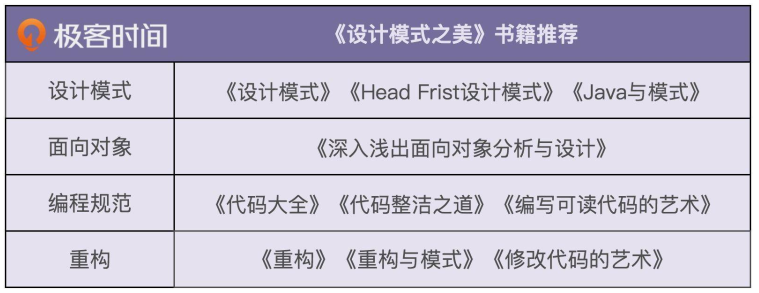 极客时间 《设计模式之美》书籍推荐
设计模式 《设计模式》《Head Frist设计模式》《Java与模式》
面向对象 《深入浅出面向对象分析与设计》
编程规范 《代码大全》《代码整洁之道》《编写可读代码的艺术》
重构 《重构》《重构与模式》《修改代码的艺术》